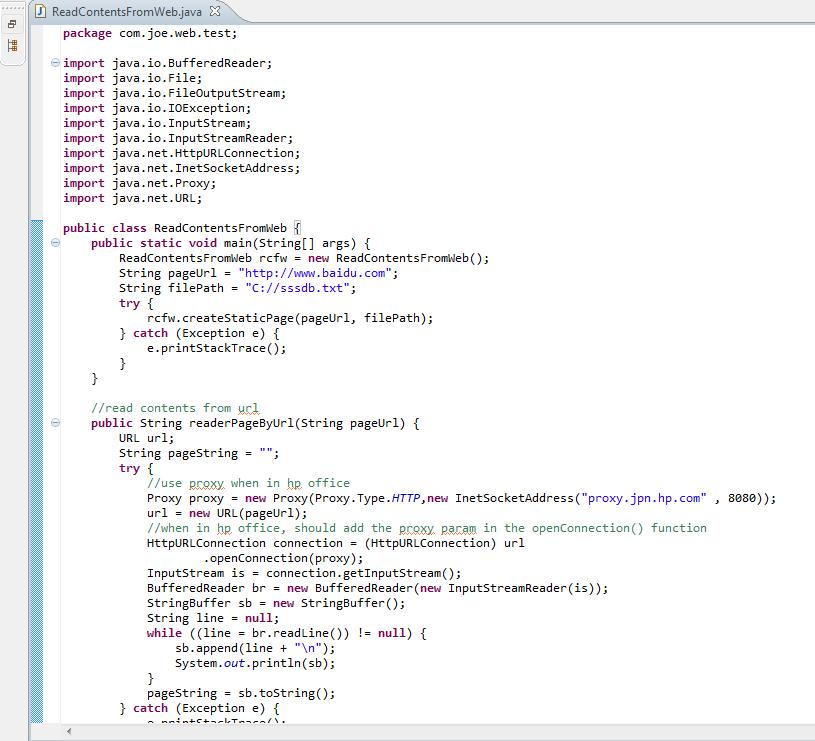 ReadContentsFromWeb.java
package com.joe.web.test;
import java.io.BufferedReader;
import java.io.File;
import java.io.FileOutputStream;
import java.io.IOException;
import java.io.InputStream;
import java.io.InputStreamReader;
import java.net.HttpURLConnection;
import java.net.InetSocketAddress;
import java.net.Proxy;
import java.net.URL;
public class ReadContentsFromWeb {
    public static void main(String[] args) {
        ReadContentsFromWeb rcfw = new ReadContentsFromWeb();
        String pageUrl = "http://www.baidu.com";
        String filePath = "C://sssdb.txt";
        try {
            rcfw.createStaticPage(pageUrl, filePath);
        } catch (Exception e) {
            e.printStackTrace();
        }
    }
    //read contents from url
    public String readerPageByUrl(String pageUrl) {
        URL url;
        String pageString = "";
        try {
            //use proxy when in hp office
            Proxy proxy = new Proxy(Proxy.Type.HTTP,new InetSocketAddress("proxy.jpn.hp.com" , 8080));
            url = new URL(pageUrl);
            //when in hp office, should add the proxy param in the openConnection() function
            HttpURLConnection connection = (HttpURLConnection) url
                    .openConnection(proxy);
            InputStream is = connection.getInputStream();
            BufferedReader br = new BufferedReader(new InputStreamReader(is));
            StringBuffer sb = new StringBuffer();
            String line = null;
            while ((line = br.readLine()) != null) {
                sb.append(line + "\n");
                System.out.println(sb);
            }
            pageString = sb.toString();
        } catch (Exception e) {
            e.printStackTrace();